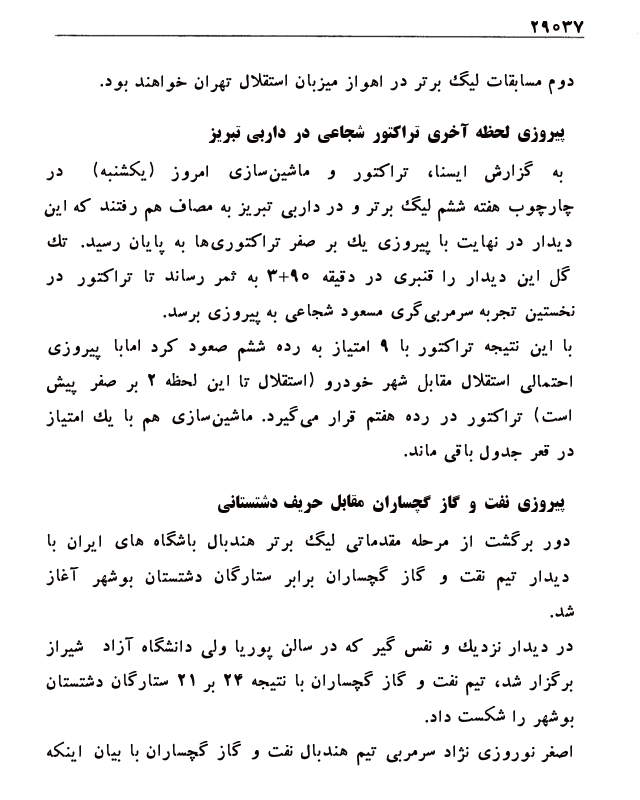 ۲۹۰۳۷
دوم مسابقات لیگ برتر در اهواز میزبان استقلال تهران خواهند بود.
پیروزی لحظه آخری تراکتور شجاعی در داربی تبریز
به گزارش ایسنا، تراکتور و ماشین‌سازی امروز (یکشنبه) در
چارچوب هفته ششم لیگ برتر و در داربی تبریز به مصاف هم رفتند که این
دیدار در نهایت با پیروزی یك بر صفر تراکتوری‌ها به پایان رسید. تك
گل این دیدار را قنبری در دقیقه ۹۰+۳ به ثمر رساند تا تراکتور در
نخستین تجربه سرمربی‌گری مسعود شجاعی به پیروزی برسد.
با این نتیجه تراکتور با ۹ امتیاز به رده ششم صعود کرد امابا پیروزی
احتمالی استقلال مقابل شهر خودرو (استقلال تا این لحظه ۲ بر صفر پیش
است) تراکتور در رده هفتم قرار می‌گیرد. ماشین‌سازی هم با یك امتیاز
در قعر جدول باقی ماند.
پیروزی نفت و گاز گچساران مقابل حریف دشتستانی
دور برگشت از مرحله مقدماتی لیگ برتر هندبال باشگاه های ایران با
دیدار تیم نقت و گاز گچساران برابر ستارگان دشتستان بوشهر آغاز
شد.
در دیدار نزدیك و نفس گیر که در سالن پوریا ولی دانشگاه آزاد شیراز
برگزار شد، تیم نفت و گاز گچساران با نتیجه ۲۴ بر ۲۱ ستارگان دشتستان
بوشهر را شکست داد.
اصغر نوروزی نژاد سرمربی تیم هندبال نفت و گاز گچساران با بیان اینکه